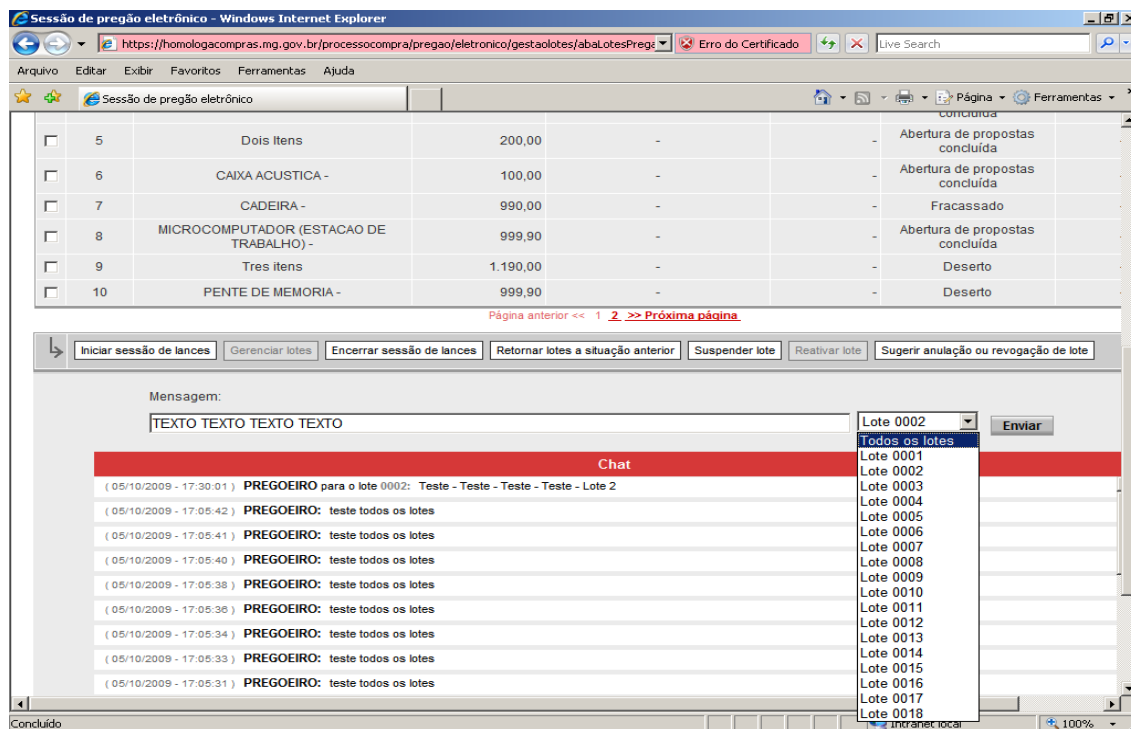 Sessão de pregão eletrônico - Windows Internet Explorer
https://homologacompras.mg.gov.br/processocompra/pregao/eletronico/gestaolotes/abaLotesPrega Erro do Certificado Live Search
Arquivo Editar Exibir Favoritos Ferramentas Ajuda
Sessão de pregão eletrônico Página Ferramentas
concluída
5 Dois Itens 200,00 - - Abertura de propostas concluída
6 CAIXA ACUSTICA - 100,00 - - Abertura de propostas concluída
7 CADEIRA - 990,00 - - Fracassado
8 MICROCOMPUTADOR (ESTACAO DE TRABALHO) - 999,90 - - Abertura de propostas concluída
9 Tres itens 1.190,00 - - Deserto
10 PENTE DE MEMORIA - 999,90 - - Deserto
Página anterior << 1 2 >> Próxima página
Iniciar sessão de lances Gerenciar lotes Encerrar sessão de lances Retornar lotes a situação anterior Suspender lote Reativar lote Sugerir anulação ou revogação de lote
Mensagem:
TEXTO TEXTO TEXTO TEXTO Lote 0002 Enviar
Todos os lotes
Lote 0001
Lote 0002
Lote 0003
Lote 0004
Lote 0005
Lote 0006
Lote 0007
Lote 0008
Lote 0009
Lote 0010
Lote 0011
Lote 0012
Lote 0013
Lote 0014
Lote 0015
Lote 0016
Lote 0017
Lote 0018
Chat
( 05/10/2009 - 17:30:01 ) PREGOEIRO para o lote 0002: Teste - Teste - Teste - Teste - Lote 2
( 05/10/2009 - 17:05:42 ) PREGOEIRO: teste todos os lotes
( 05/10/2009 - 17:05:41 ) PREGOEIRO: teste todos os lotes
( 05/10/2009 - 17:05:40 ) PREGOEIRO: teste todos os lotes
( 05/10/2009 - 17:05:38 ) PREGOEIRO: teste todos os lotes
( 05/10/2009 - 17:05:36 ) PREGOEIRO: teste todos os lotes
( 05/10/2009 - 17:05:34 ) PREGOEIRO: teste todos os lotes
( 05/10/2009 - 17:05:33 ) PREGOEIRO: teste todos os lotes
( 05/10/2009 - 17:05:31 ) PREGOEIRO: teste todos os lotes
Concluído Intranet local 100%